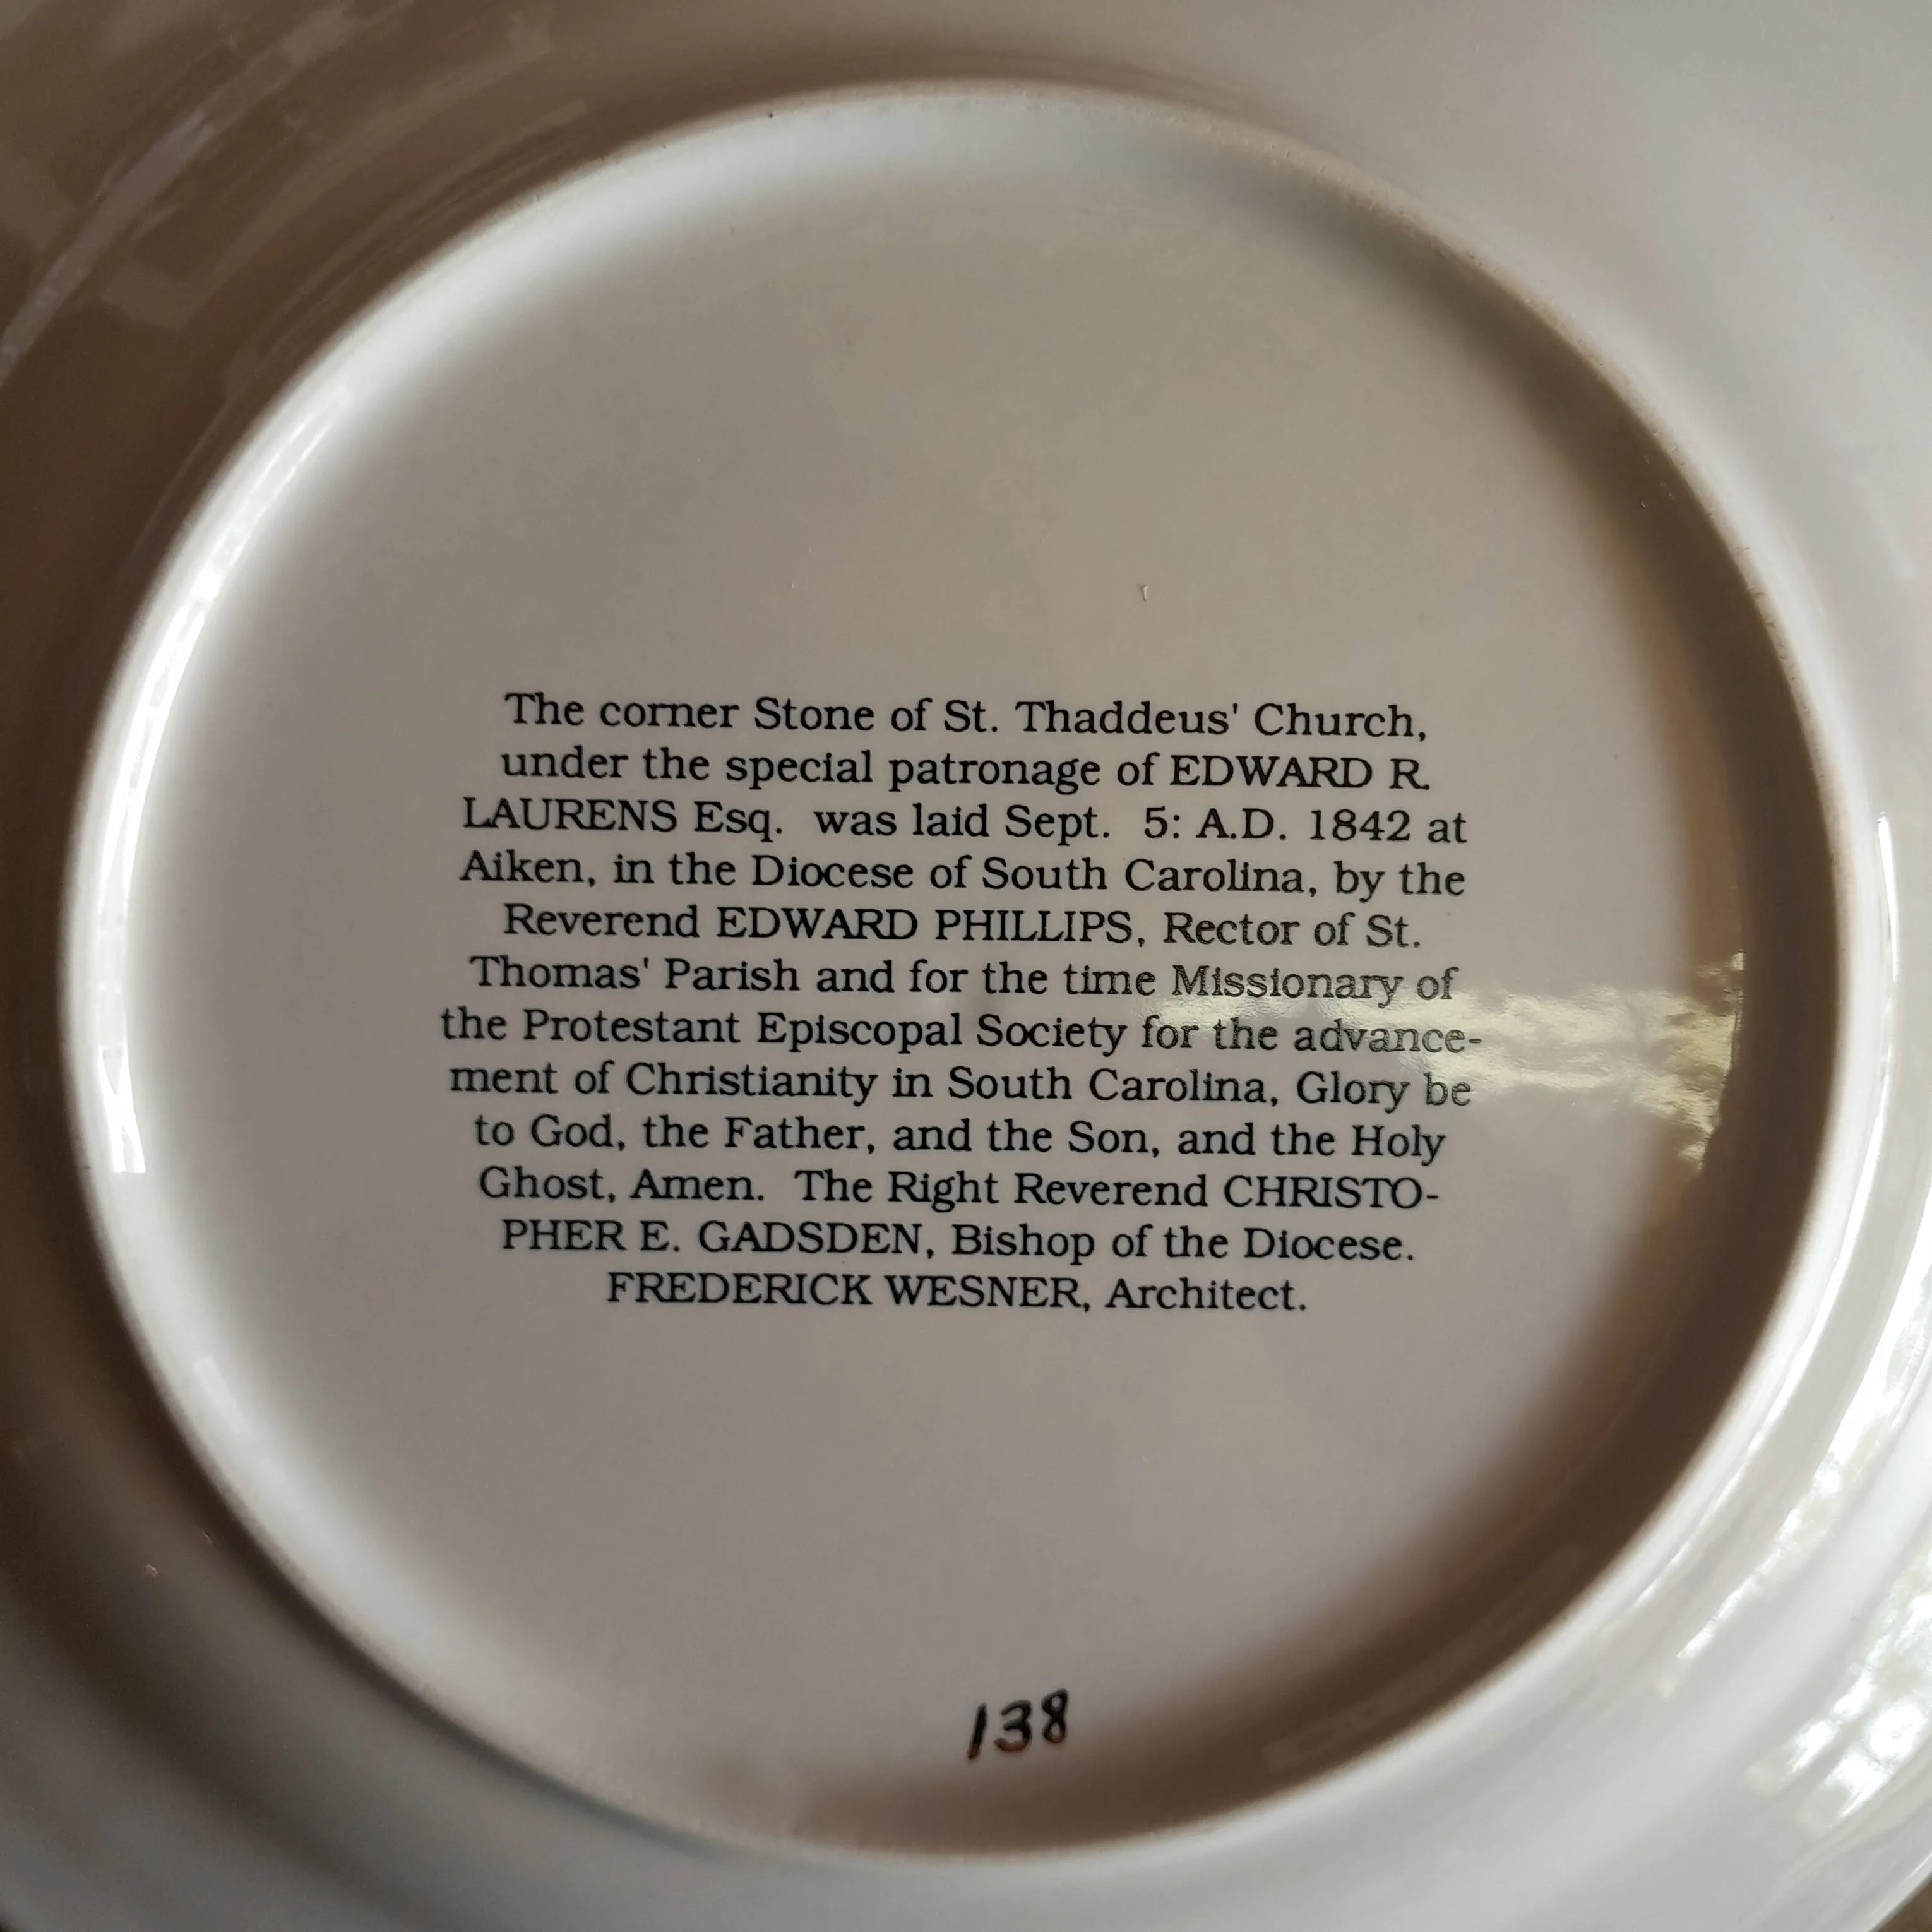 The corner Stone of St. Thaddeus' Church,
under the special patronage of EDWARD R.
LAURENS Esq. was laid Sept. 5: A.D. 1842 at
Aiken, in the Diocese of South Carolina, by the
Reverend EDWARD PHILLIPS, Rector of St.
Thomas' Parish and for the time Missionary of
the Protestant Episcopal Society for the advance-
ment of Christianity in South Carolina, Glory be
to God, the Father, and the Son, and the Holy
Ghost, Amen. The Right Reverend CHRISTO-
PHER E. GADSDEN, Bishop of the Diocese.
FREDERICK WESNER, Architect.
138